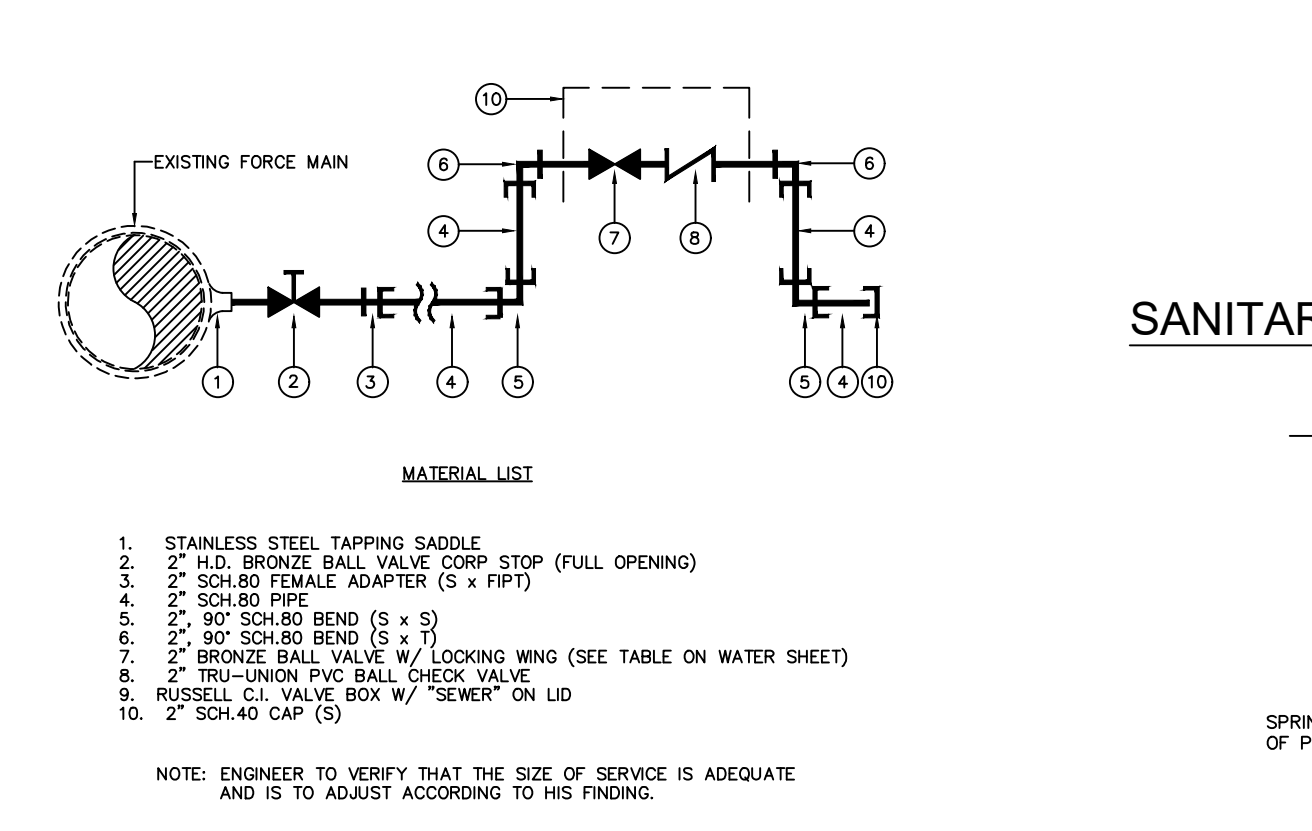 10
EXISTING FORCE MAIN
6
6
4
7
8
4
1
2
3
4
5
5
4
10
SANITAR
MATERIAL LIST
1. STAINLESS STEEL TAPPING SADDLE
2. 2" H.D. BRONZE BALL VALVE CORP STOP (FULL OPENING)
3. 2" SCH.80 FEMALE ADAPTER (S x FIPT)
4. 2" SCH.80 PIPE
5. 2", 90° SCH.80 BEND (S x S)
6. 2", 90° SCH.80 BEND (S x T)
7. 2" BRONZE BALL VALVE W/ LOCKING WING (SEE TABLE ON WATER SHEET)
8. 2" TRU-UNION PVC BALL CHECK VALVE
9. RUSSELL C.I. VALVE BOX W/ "SEWER" ON LID
10. 2" SCH.40 CAP (S)
SPRIN
OF P
NOTE: ENGINEER TO VERIFY THAT THE SIZE OF SERVICE IS ADEQUATE
AND IS TO ADJUST ACCORDING TO HIS FINDING.